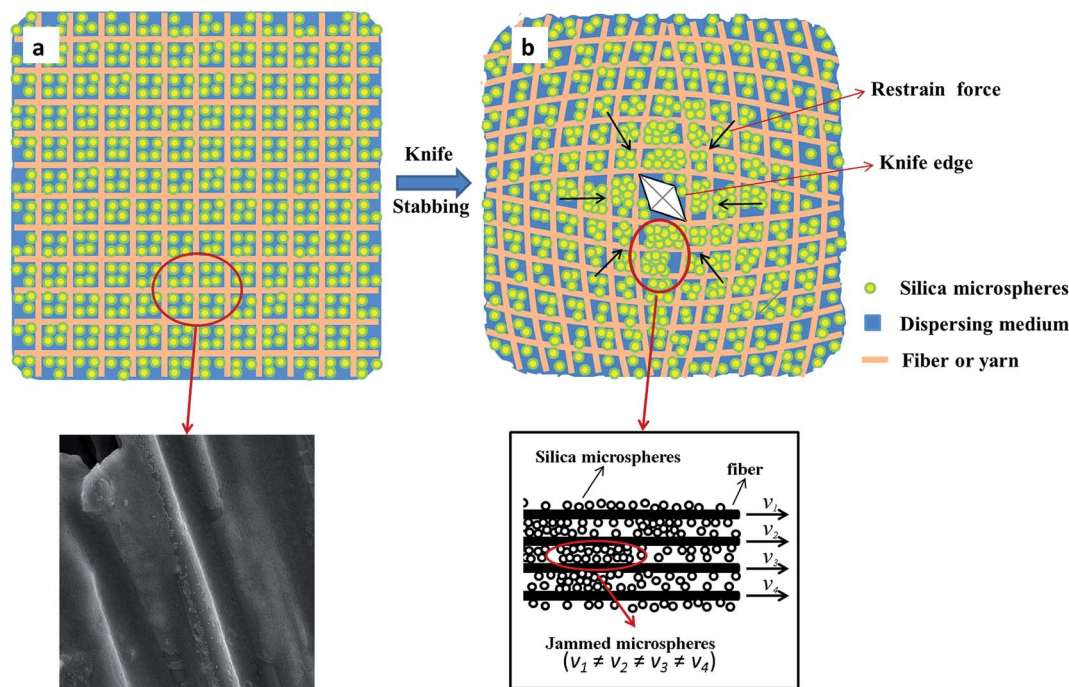 a
b
Restrain force
Knife
Stabbing
Knife edge
Silica microspheres
Dispersing medium
Fiber or yarn
Silica microspheres
fiber
v₁
v₂
v₃
v₄
Jammed microspheres
(v₁ ≠ v₂ ≠ v₃ ≠ v₄)